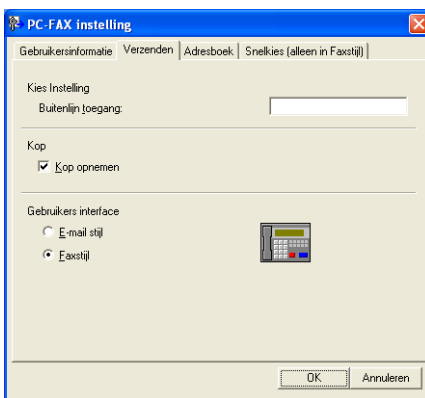 PC-FAX instelling
Gebruikersinformatie Verzenden Adresboek Snelkies (alleen in Faxstijl)
Kies Instelling
Buitenlijn toegang:
Kop
Kop opnemen
Gebruikers interface
E-mail stijl
Faxstijl
OK Annuleren